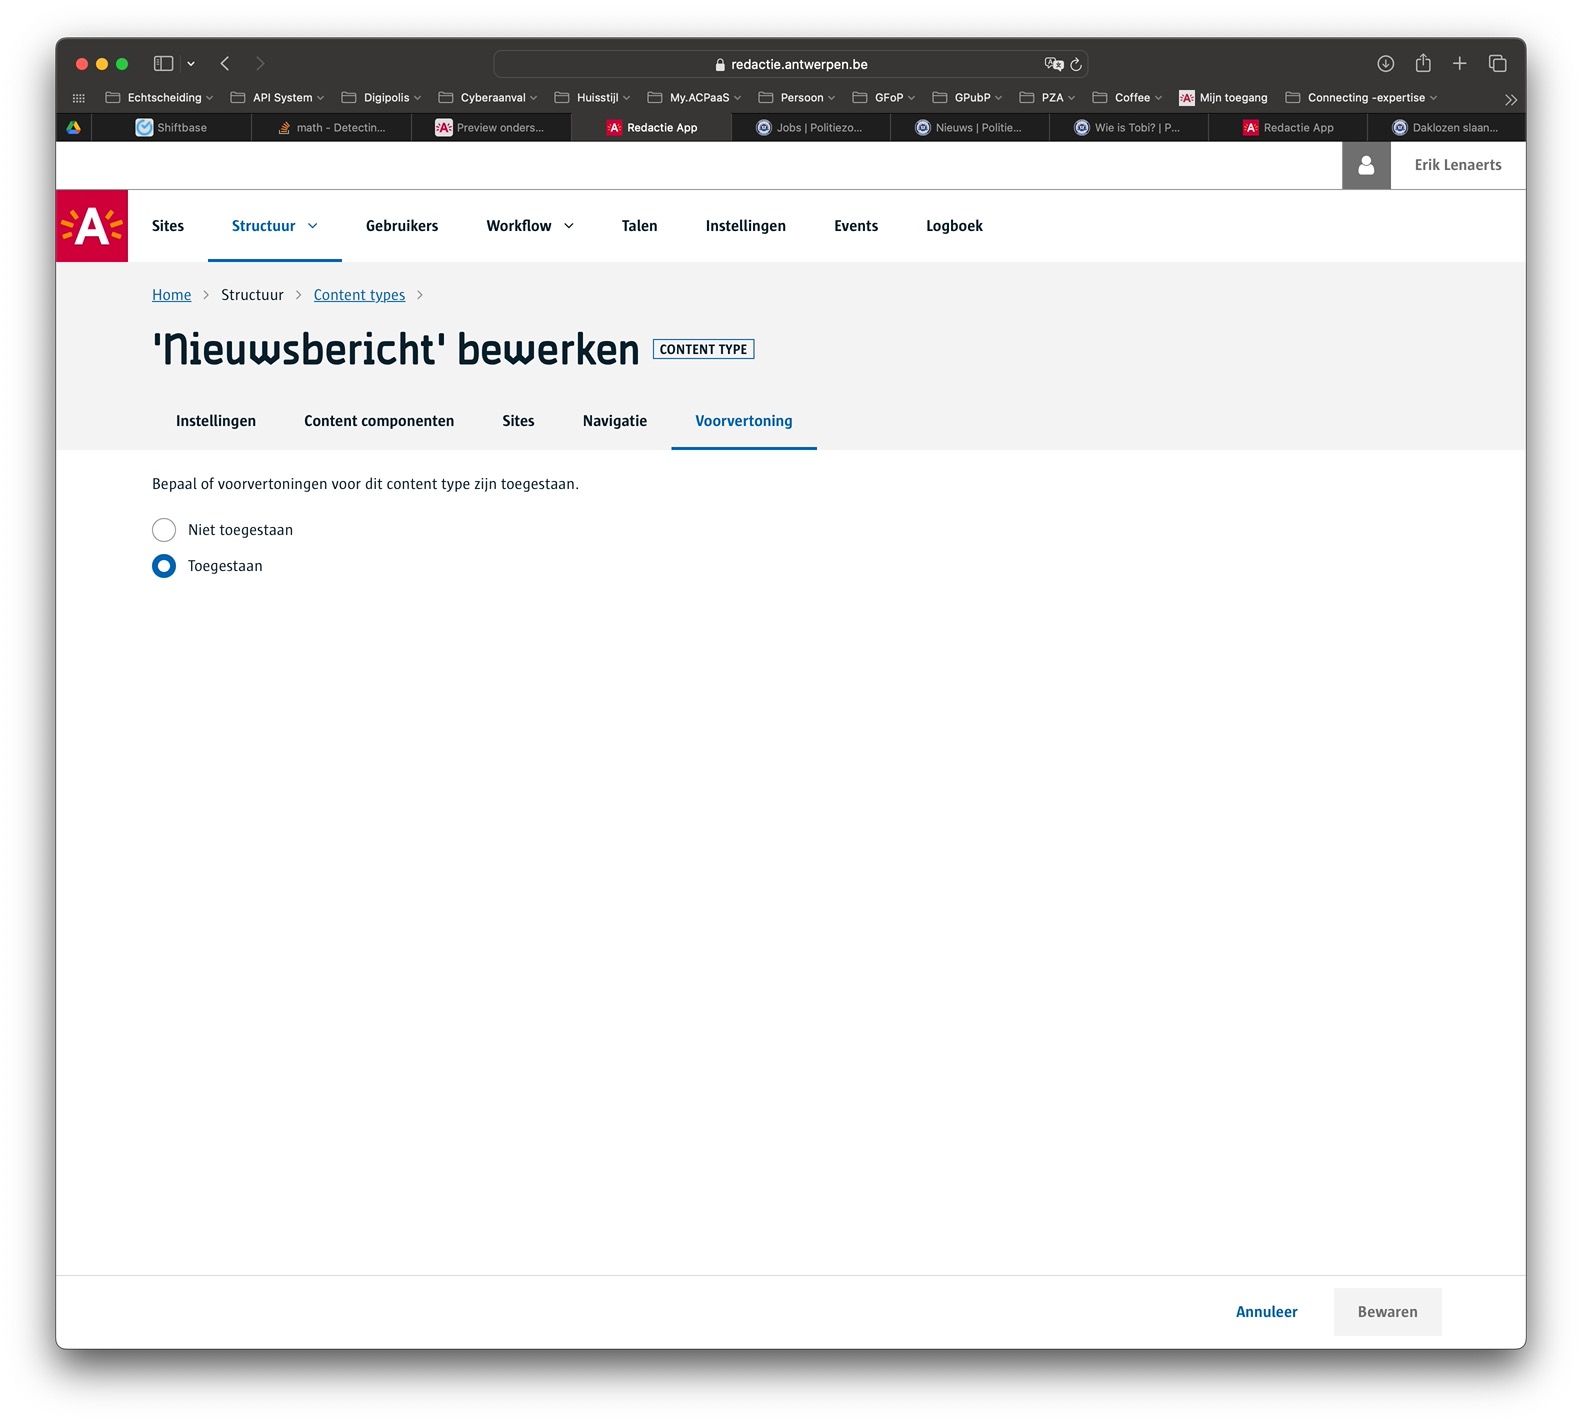 redactie.antwerpen.be
Echtscheiding API System Digipolis Cyberaanval Huisstijl My.ACPaaS Persoon GFoP GPubP PZA Coffee Mijn toegang Connecting -expertise
Shiftbase math - Detectin... Preview onders... Redactie App Jobs | Politiezo... Nieuws | Politie... Wie is Tobi? | P... Redactie App Daklozen slaan...
Erik Lenaerts
A Sites Structuur Gebruikers Workflow Talen Instellingen Events Logboek
Home > Structuur > Content types >
'Nieuwsbericht' bewerken CONTENT TYPE
Instellingen Content componenten Sites Navigatie Voorvertoning
Bepaal of voorvertoningen voor dit content type zijn toegestaan.
Niet toegestaan
Toegestaan
Annuleer Bewaren